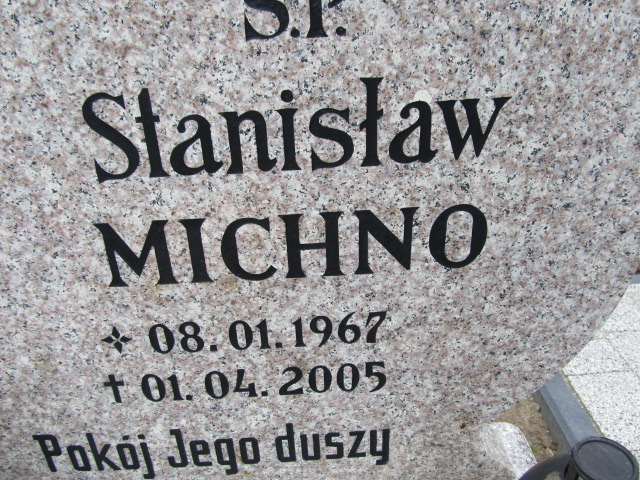 Ś.P.
Stanisław
MICHNO
08.01.1967
† 01.04.2005
Pokój Jego duszy